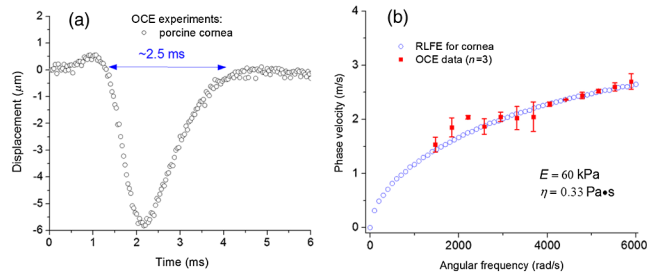 (a)
OCE experiments:
porcine cornea
~2.5 ms
Displacement (μm)
2
1
0
-1
-2
-3
-4
-5
-6
0 1 2 3 4 5 6
Time (ms)
(b)
RLFE for cornea
OCE data (n=3)
Phase velocity (m/s)
4
3
2
1
0
E = 60 kPa
η = 0.33 Pa•s
0 2000 4000 6000
Angular frequency (rad/s)